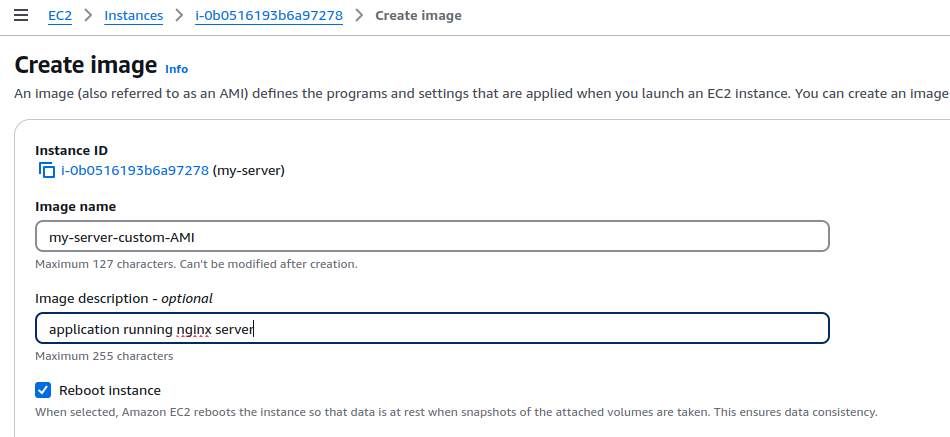 EC2 > Instances > i-0b0516193b6a97278 > Create image
Create image Info
An image (also referred to as an AMI) defines the programs and settings that are applied when you launch an EC2 instance. You can create an image
Instance ID
i-0b0516193b6a97278 (my-server)
Image name
my-server-custom-AMI
Maximum 127 characters. Can't be modified after creation.
Image description - optional
application running nginx server
Maximum 255 characters
Reboot instance
When selected, Amazon EC2 reboots the instance so that data is at rest when snapshots of the attached volumes are taken. This ensures data consistency.